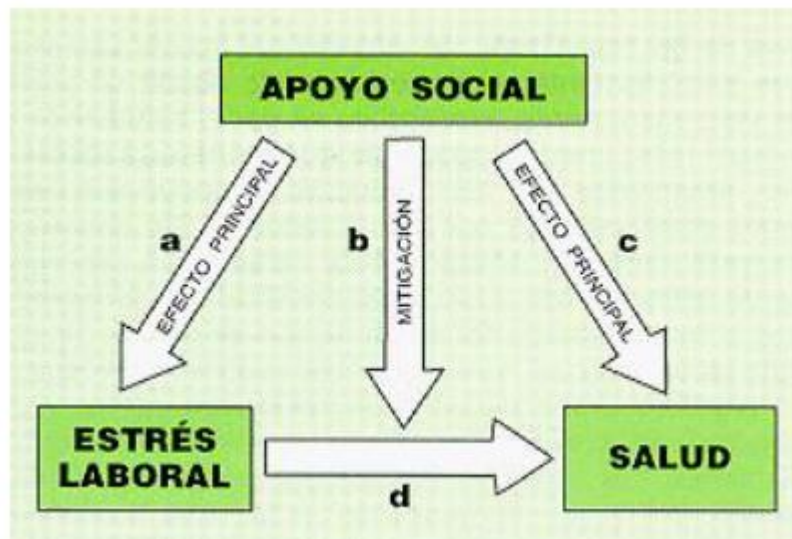 APOYO SOCIAL
a
EFECTO PRINCIPAL
b
MITIGACIÓN
EFECTO PRINCIPAL
c
ESTRÉS
LABORAL
d
SALUD